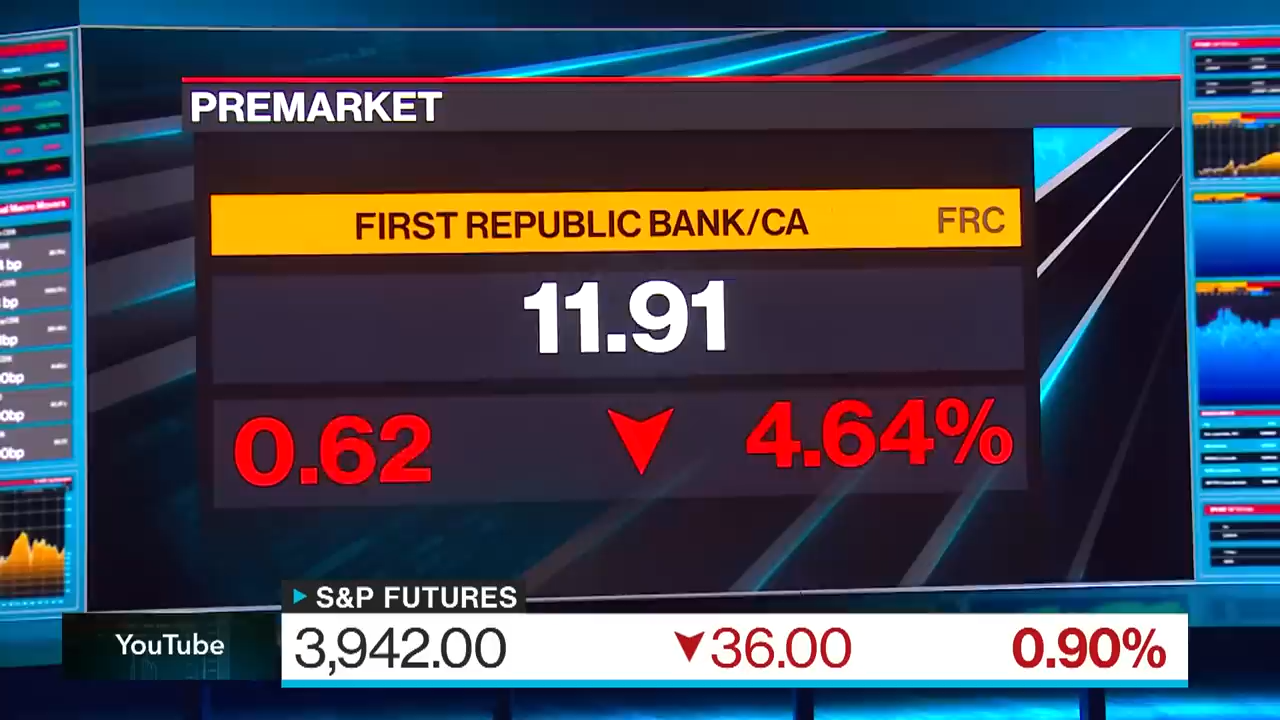 PREMARKET
FIRST REPUBLIC BANK/CA FRC
11.91
0.62 4.64%
S&P FUTURES
YouTube 3,942.00 36.00 0.90%